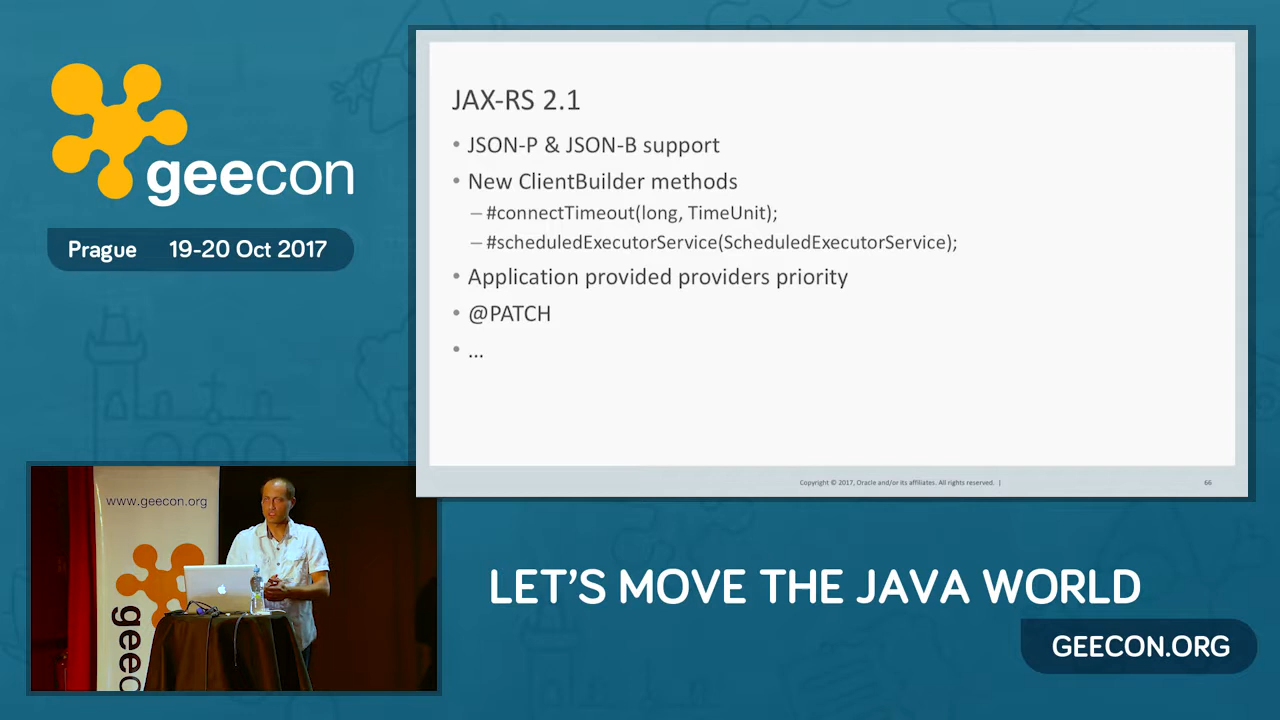 geecon
Prague 19-20 Oct 2017
JAX-RS 2.1
• JSON-P & JSON-B support
• New ClientBuilder methods
– #connectTimeout(long, TimeUnit);
– #scheduledExecutorService(ScheduledExecutorService);
• Application provided providers priority
• @PATCH
• ...
Copyright © 2017, Oracle and/or its affiliates. All rights reserved. |
66
www.geecon.org
geeco
LET'S MOVE THE JAVA WORLD
GEECON.ORG